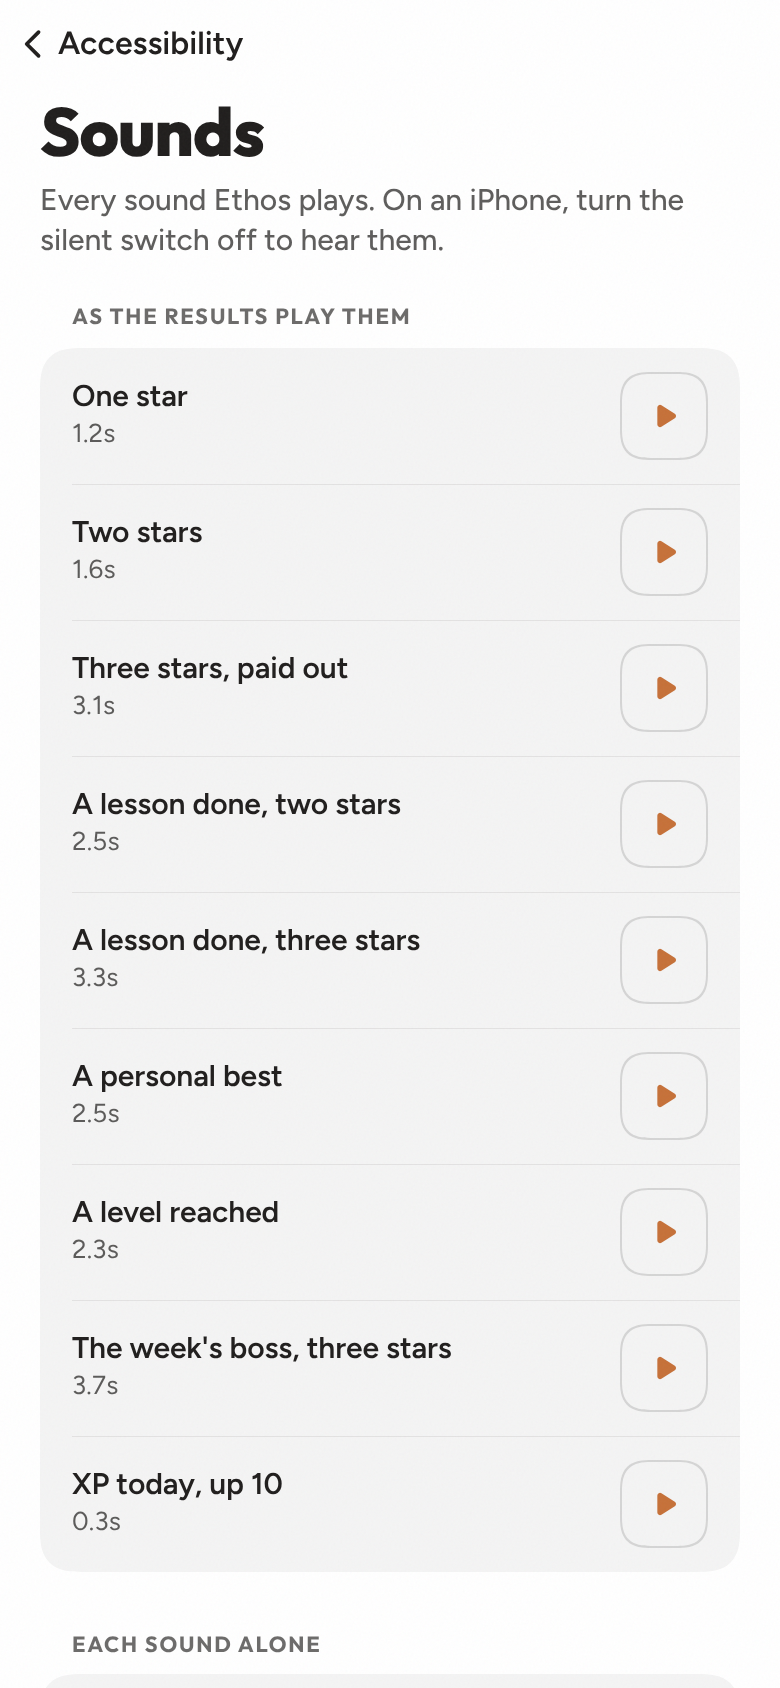 Accessibility
Sounds
Every sound Ethos plays. On an iPhone, turn the
silent switch off to hear them.
AS THE RESULTS PLAY THEM
One star
1.2s
Two stars
1.6s
Three stars, paid out
3.1s
A lesson done, two stars
2.5s
A lesson done, three stars
3.3s
A personal best
2.5s
A level reached
2.3s
The week's boss, three stars
3.7s
XP today, up 10
0.3s
EACH SOUND ALONE